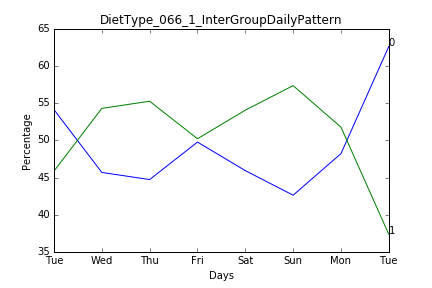 DietType_066_1_InterGroupDailyPattern
65
60
55
50
45
40
35
Percentage
0
1
Tue Wed Thu Fri Sat Sun Mon Tue
Days